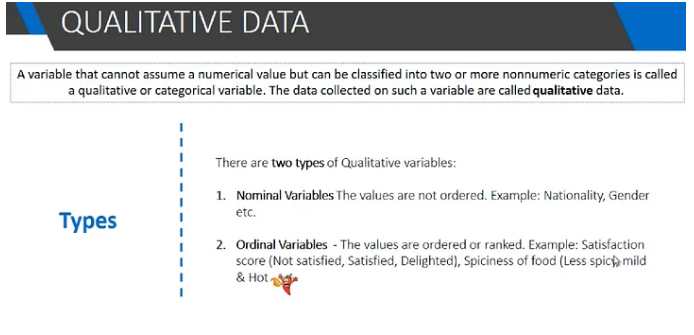 QUALITATIVE DATA
A variable that cannot assume a numerical value but can be classified into two or more nonnumeric categories is called
a qualitative or categorical variable. The data collected on such a variable are called qualitative data.
There are two types of Qualitative variables:
1. Nominal Variables The values are not ordered. Example: Nationality, Gender
etc.
Types
2. Ordinal Variables - The values are ordered or ranked. Example: Satisfaction
score (Not satisfied, Satisfied, Delighted), Spiciness of food (Less spicy, mild
& Hot